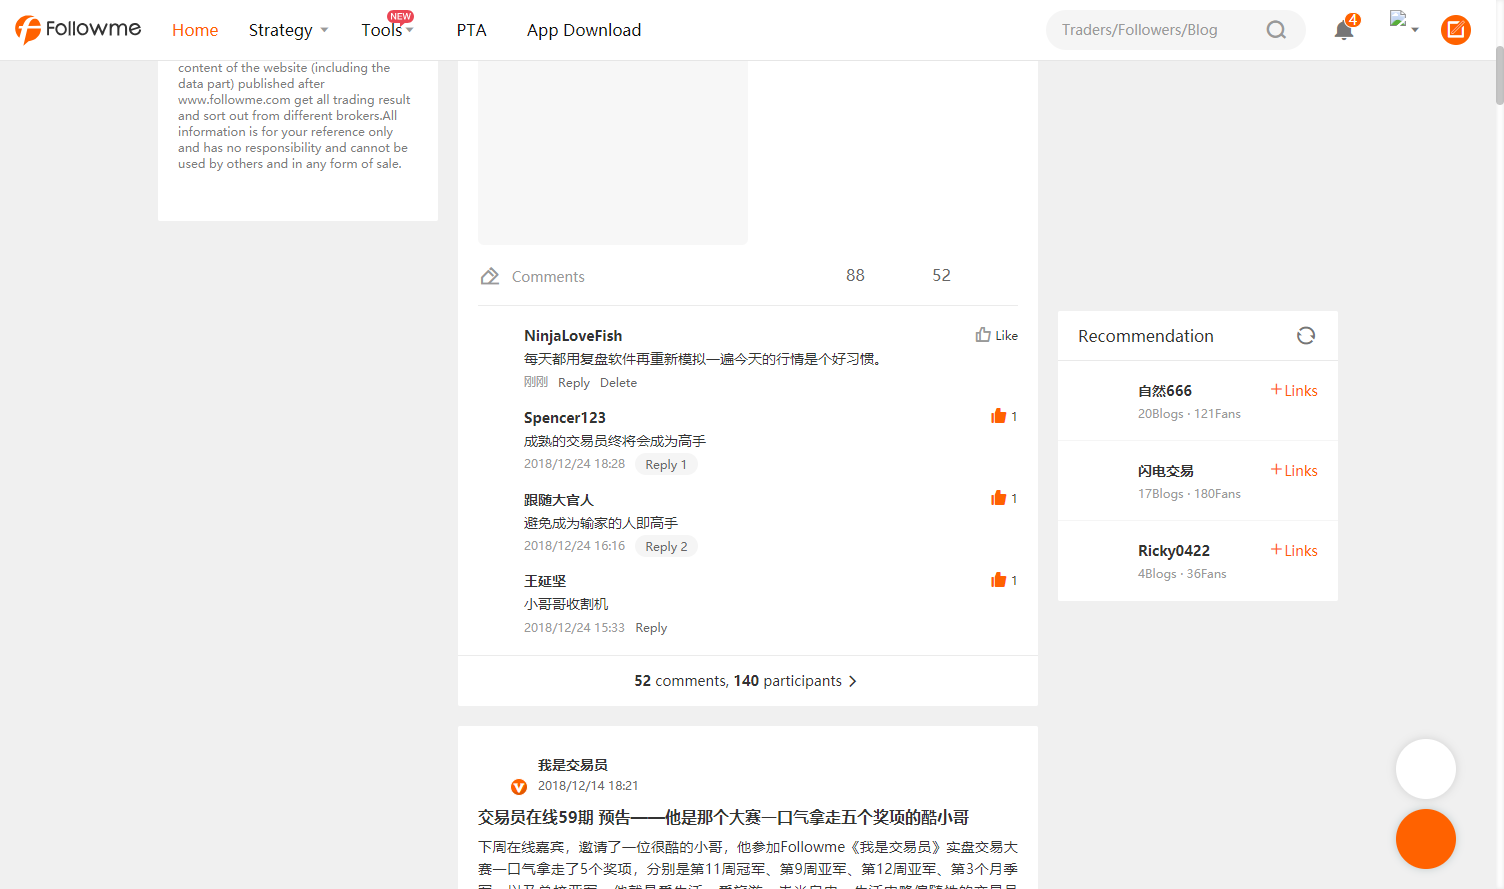 Followme
Home
Strategy
Tools
NEW
PTA
App Download
Traders/Followers/Blog
4
content of the website (including the
data part) published after
www.followme.com get all trading result
and sort out from different brokers.All
information is for your reference only
and has no responsibility and cannot be
used by others and in any form of sale.
Comments
88
52
NinjaLoveFish
Like
每天都用复盘软件再重新模拟一遍今天的行情是个好习惯。
刚刚 Reply Delete
Spencer123
1
成熟的交易员终将会成为高手
2018/12/24 18:28 Reply 1
跟随大官人
1
避免成为输家的人即高手
2018/12/24 16:16 Reply 2
王延坚
1
小哥哥收割机
2018/12/24 15:33 Reply
52 comments, 140 participants
我是交易员
2018/12/14 18:21
交易员在线59期 预告——他是那个大赛一口气拿走五个奖项的酷小哥
下周在线嘉宾，邀请了一位很酷的小哥，他参加Followme《我是交易员》实盘交易大
赛一口气拿走了5个奖项，分别是第11周冠军、第9周亚军、第12周亚军、第3个月季
Recommendation
自然666
+Links
20Blogs · 121Fans
闪电交易
+Links
17Blogs · 180Fans
Ricky0422
+Links
4Blogs · 36Fans